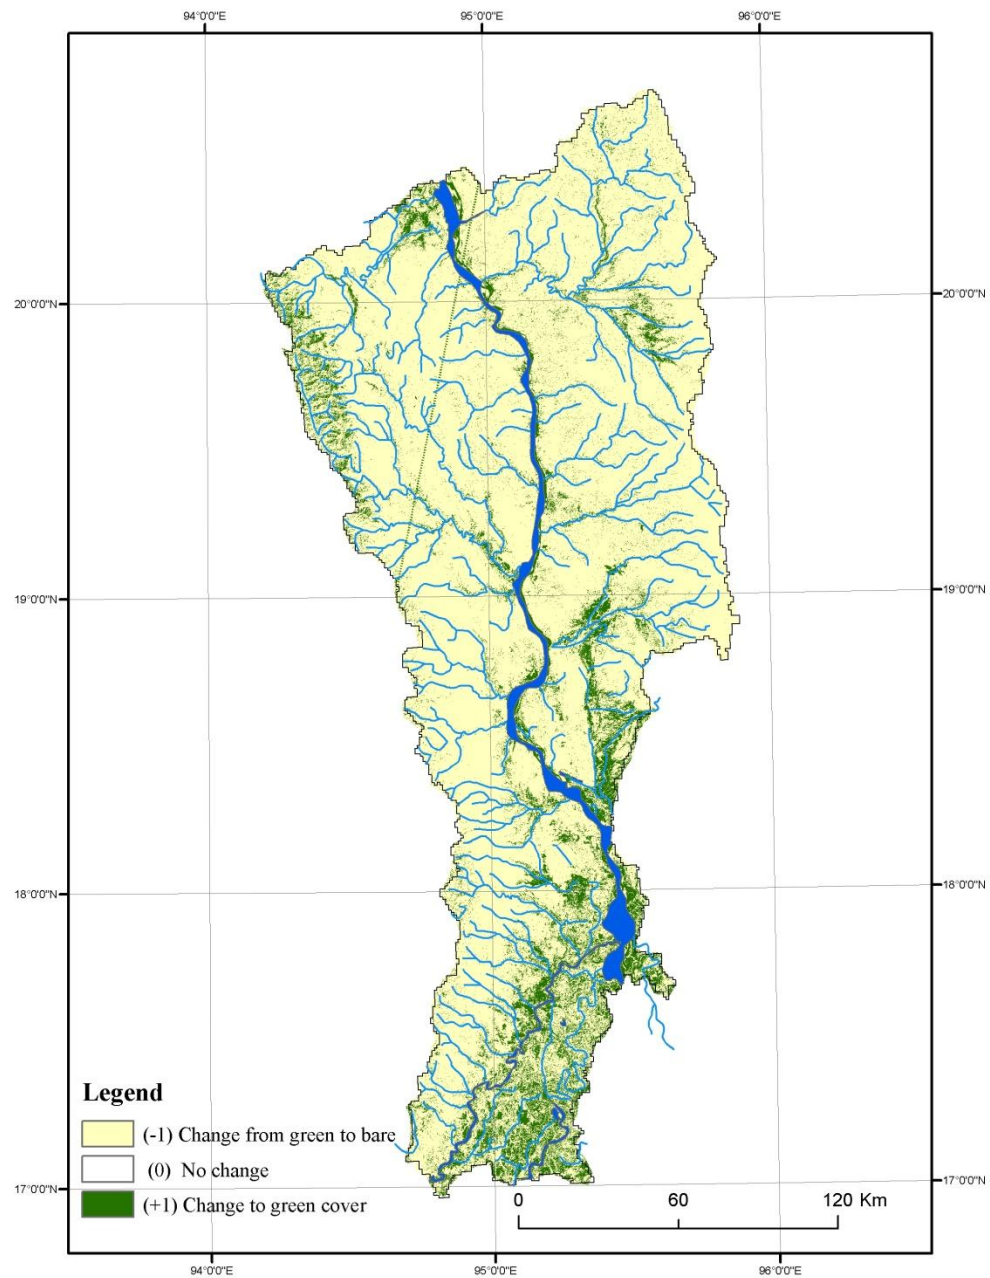 94°0'0"E 95°0'0"E 96°0'0"E
20°0'0"N 20°0'0"N
19°0'0"N 19°0'0"N
18°0'0"N 18°0'0"N
Legend
(-1) Change from green to bare
(0) No change
(+1) Change to green cover
17°0'0"N 17°0'0"N
0 60 120 Km
94°0'0"E 95°0'0"E 96°0'0"E